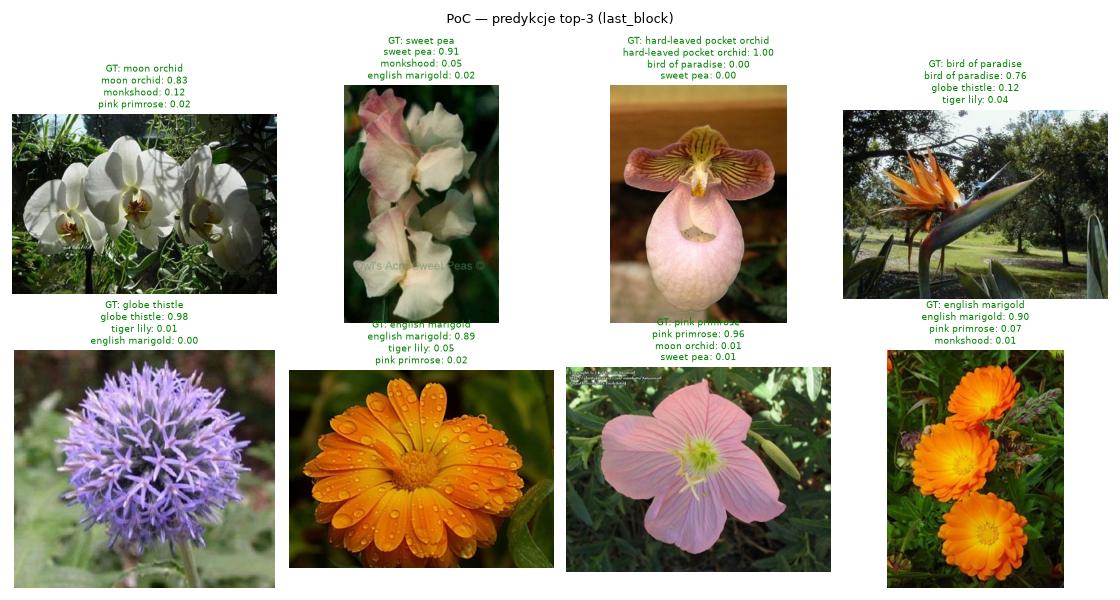 PoC — predykcje top-3 (last_block)
GT: moon orchid
moon orchid: 0.83
monkshood: 0.12
pink primrose: 0.02
GT: sweet pea
sweet pea: 0.91
monkshood: 0.05
english marigold: 0.02
GT: hard-leaved pocket orchid
hard-leaved pocket orchid: 1.00
bird of paradise: 0.00
sweet pea: 0.00
GT: bird of paradise
bird of paradise: 0.76
globe thistle: 0.12
tiger lily: 0.04
Sweet Peas ©
GT: globe thistle
globe thistle: 0.98
tiger lily: 0.01
english marigold: 0.00
GT: english marigold
english marigold: 0.89
tiger lily: 0.05
pink primrose: 0.02
GT: pink primrose
pink primrose: 0.96
moon orchid: 0.01
sweet pea: 0.01
GT: english marigold
english marigold: 0.90
pink primrose: 0.07
monkshood: 0.01